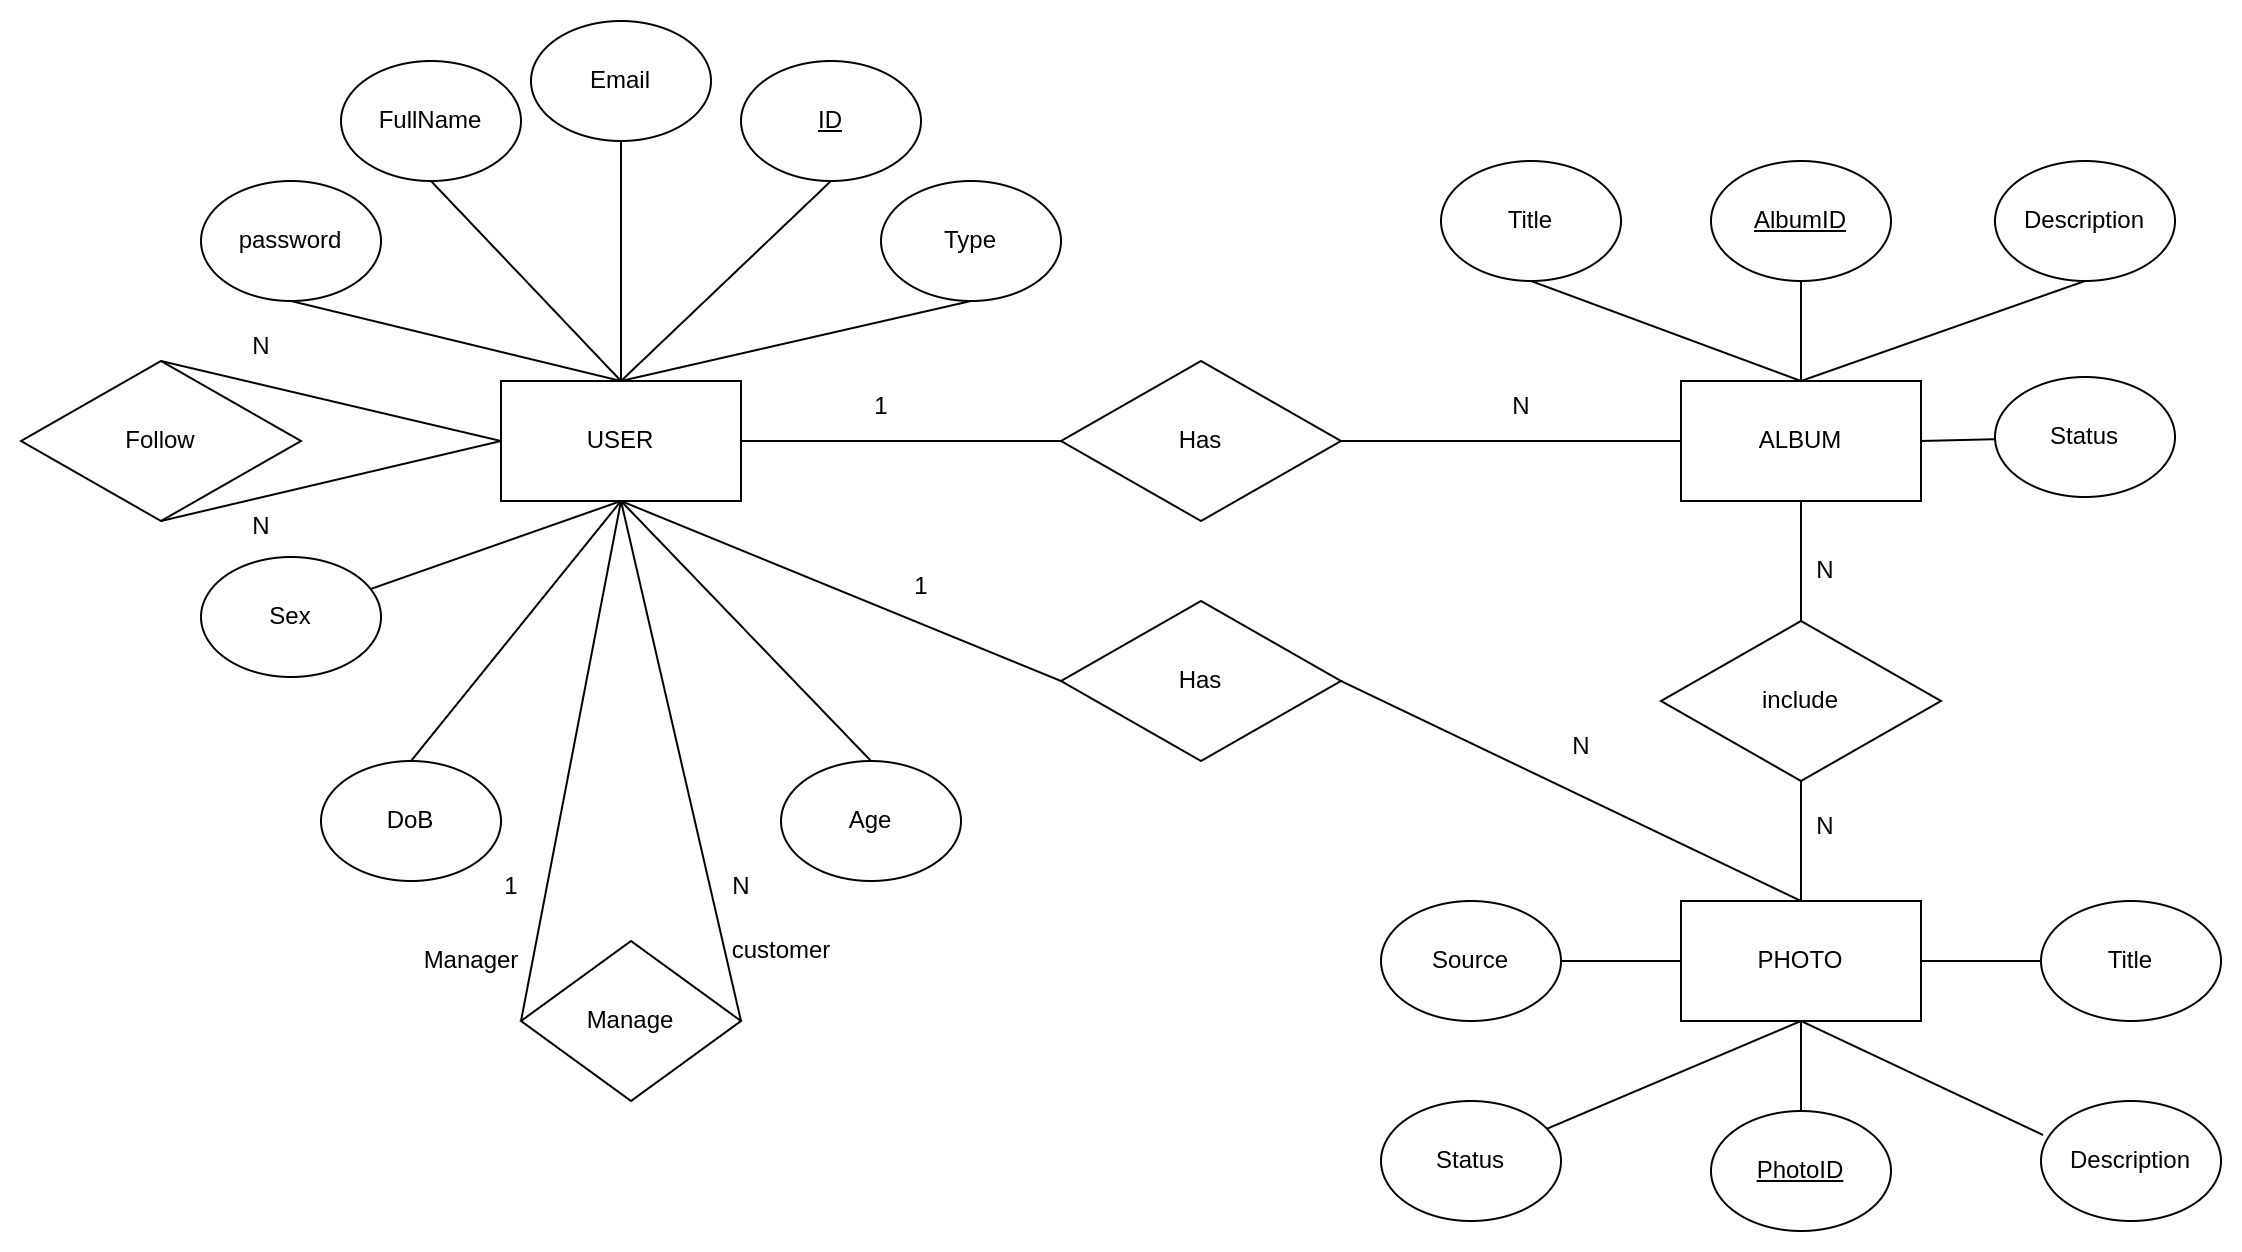 Email
FullName
ID
password
Type
Title
AlbumID
Description
N
1
N
Follow
USER
Has
ALBUM
Status
N
N
1
Sex
Has
include
N
N
DoB
Age
1
N
Manager
customer
Source
PHOTO
Title
Manage
Status
PhotoID
Description